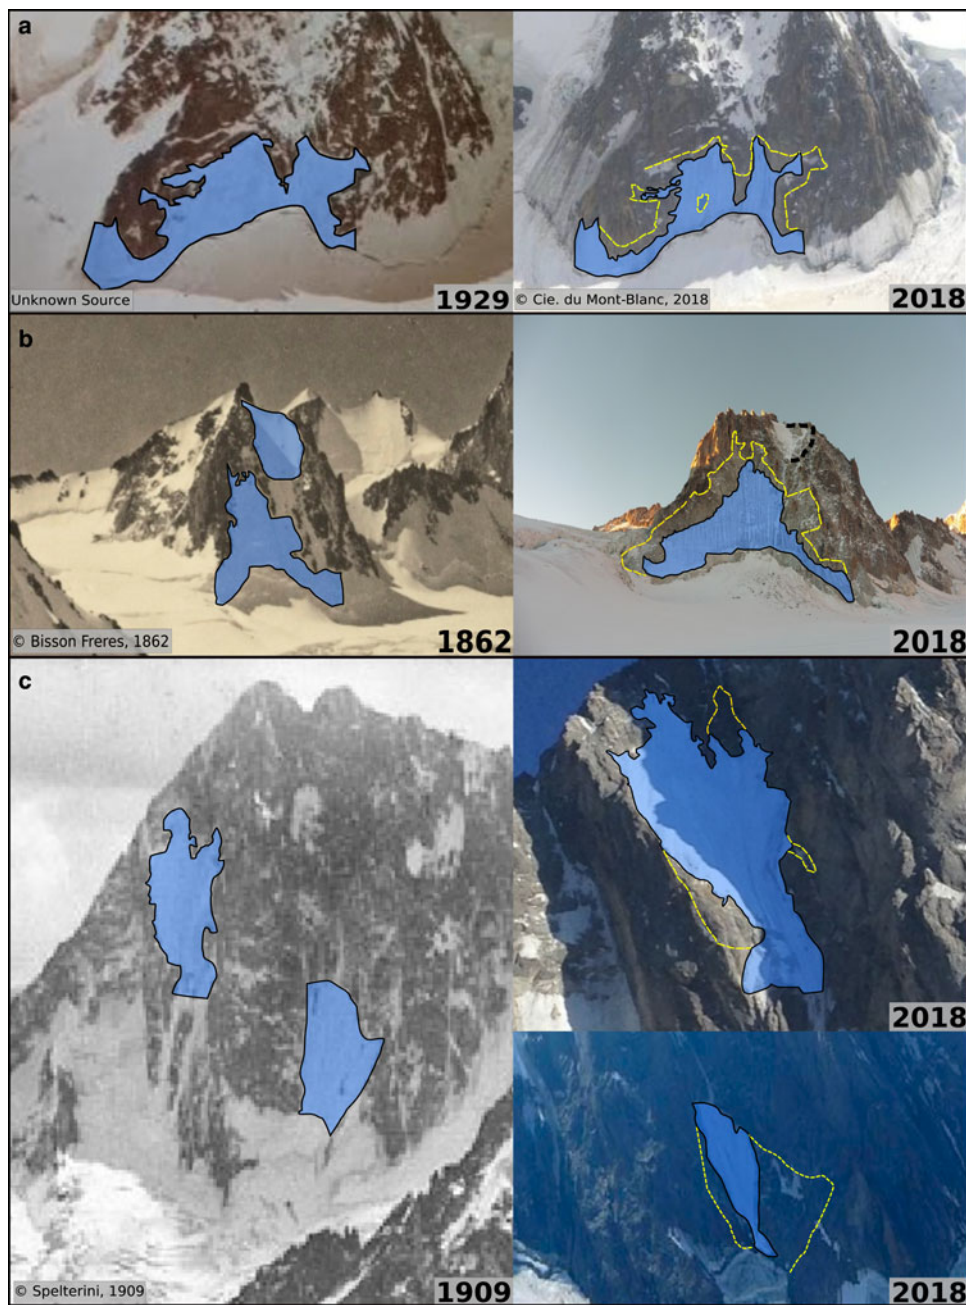 a
Unknown Source
1929
© Cie. du Mont-Blanc, 2018
2018
b
© Bisson Freres, 1862
1862
2018
c
2018
© Spelterini, 1909
1909
2018